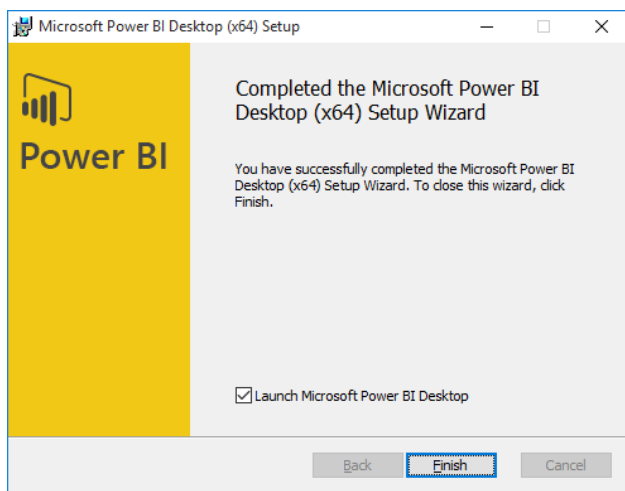 Microsoft Power BI Desktop (x64) Setup
Power BI
Completed the Microsoft Power BI
Desktop (x64) Setup Wizard
You have successfully completed the Microsoft Power BI
Desktop (x64) Setup Wizard. To close this wizard, click
Finish.
Launch Microsoft Power BI Desktop
Back
Finish
Cancel